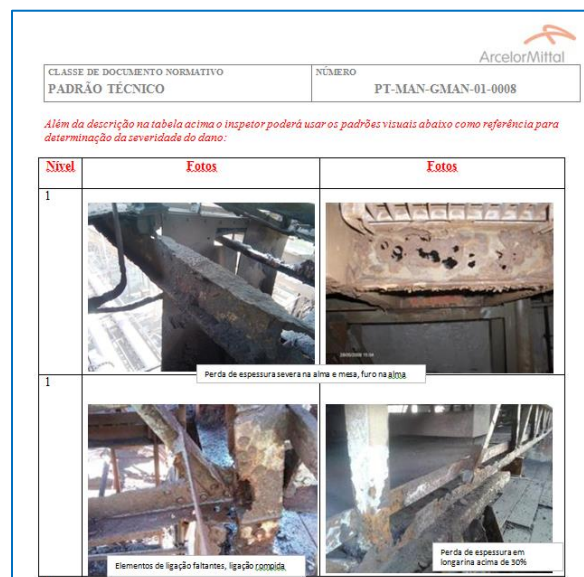 ArcelorMittal
CLASSE DE DOCUMENTO NORMATIVO
PADRÃO TÉCNICO
NÚMERO
PT-MAN-GMAN-01-0008
Além da descrição na tabela acima o inspetor poderá usar os padrões visuais abaixo como referência para
determinação da severidade do dano:
Nível
Fotos
Fotos
1
Perda de espessura severa na alma e mesa, furo na alma
1
Elementos de ligação faltantes, ligação rompida
Perda de espessura em
longarina acima de 30%